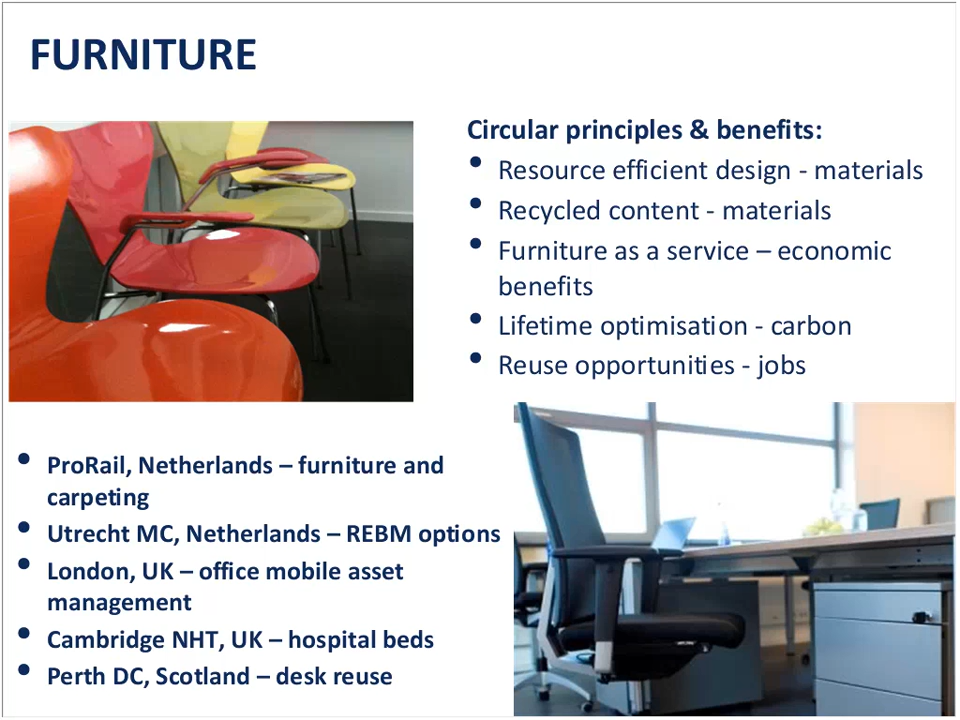 FURNITURE
Circular principles & benefits:
• Resource efficient design - materials
• Recycled content - materials
• Furniture as a service – economic
benefits
• Lifetime optimisation - carbon
• Reuse opportunities - jobs
• ProRail, Netherlands – furniture and
carpeting
• Utrecht MC, Netherlands – REBM options
• London, UK – office mobile asset
management
• Cambridge NHT, UK – hospital beds
• Perth DC, Scotland – desk reuse